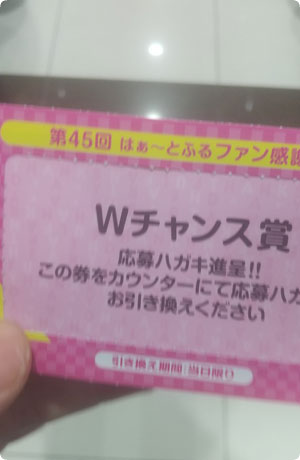 第45回 はぁ〜とふるファン感
Wチャンス賞
応募ハガキ進呈!!
この券をカウンターにて応募ハガ
お引き換えください
引き換え期間:当日限り